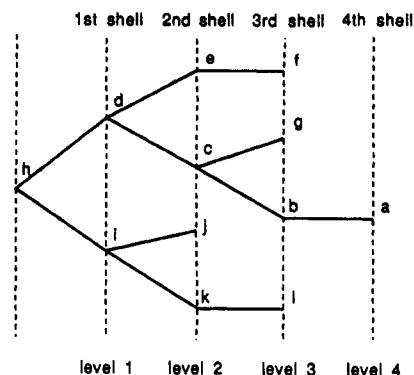 1st shell 2nd shell 3rd shell 4th shell
e f
d
g
c
h
b a
i j
k l
level 1 level 2 level 3 level 4